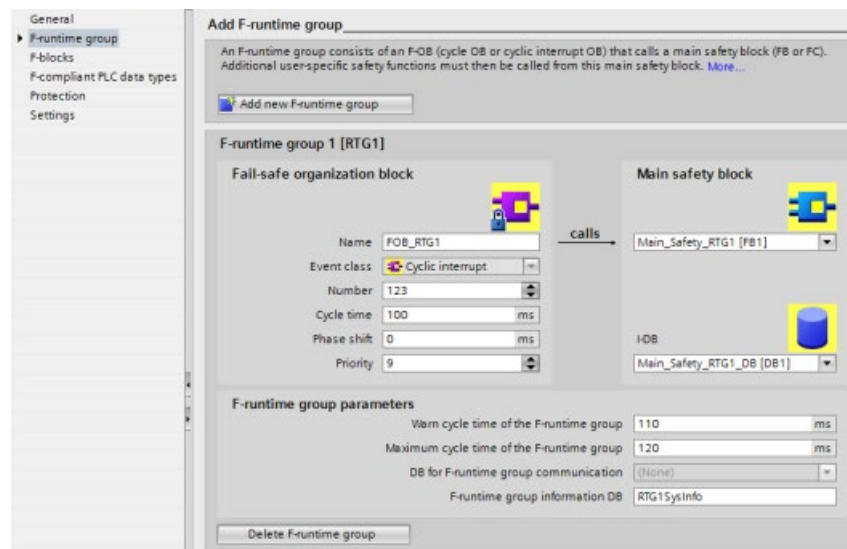 General
F-runtime group
F-blocks
F-compliant PLC data types
Protection
Settings
Add F-runtime group
An F-runtime group consists of an F-OB (cycle OB or cyclic interrupt OB) that calls a main safety block (FB or FC).
Additional user-specific safety functions must then be called from this main safety block. More...
Add new F-runtime group
F-runtime group 1 [RTG1]
Fail-safe organization block
Name FOB_RTG1
Event class Cyclic interrupt
Number 123
Cycle time 100 ms
Phase shift 0 ms
Priority 9
calls
Main safety block
Main_Safety_RTG1 [FB1]
I-DB
Main_Safety_RTG1_DB [DB1]
F-runtime group parameters
Warn cycle time of the F-runtime group 110 ms
Maximum cycle time of the F-runtime group 120 ms
DB for F-runtime group communication (None)
F-runtime group information DB RTG1SysInfo
Delete F-runtime group